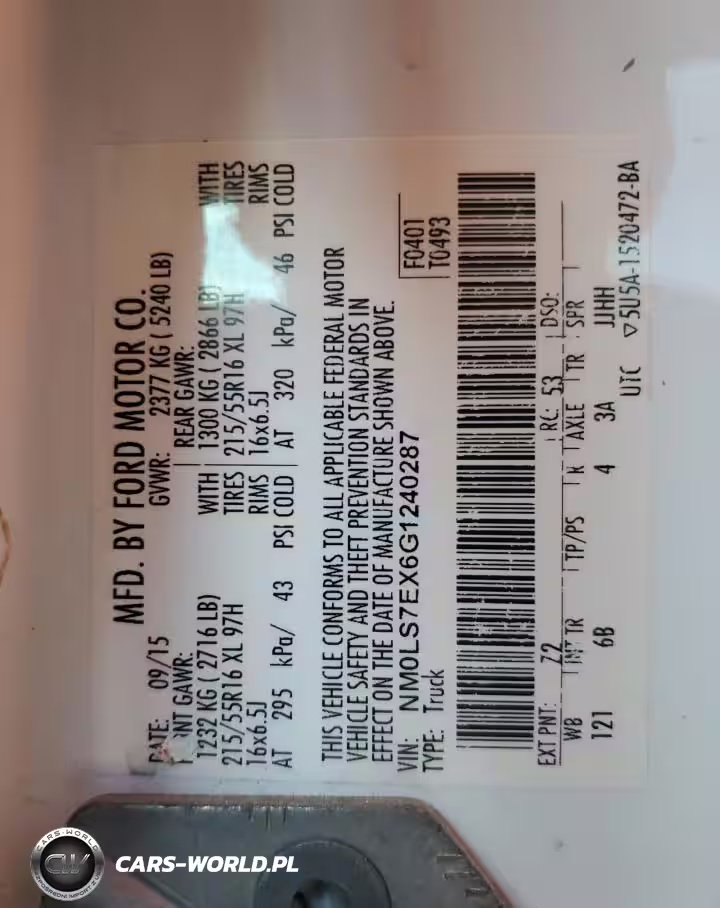 MFD. BY FORD MOTOR CO.
DATE: 09/15 GVWR: 2377 KG ( 5240 LB)
FRONT GAWR: REAR GAWR:
1232 KG ( 2716 LB) WITH 1300 KG ( 2866 LB) WITH
215/55R16 XL 97H TIRES 215/55R16 XL 97H TIRES
16x6.5J RIMS 16x6.5J RIMS
AT 295 kPa/ 43 PSI COLD AT 320 kPa/ 46 PSI COLD
THIS VEHICLE CONFORMS TO ALL APPLICABLE FEDERAL MOTOR
VEHICLE SAFETY AND THEFT PREVENTION STANDARDS IN
EFFECT ON THE DATE OF MANUFACTURE SHOWN ABOVE.
VIN: NM0LS7EX6G1240287 F0401
TYPE: Truck T0493
EXT PNT: Z2 RC: 53 DSO:
WB INT TR TP/PS R AXLE TR SPR
121 6B 4 3A JJHH
UTC ▽5U5A-1520472-BA
CARS-WORLD
CW
CARS-WORLD.PL